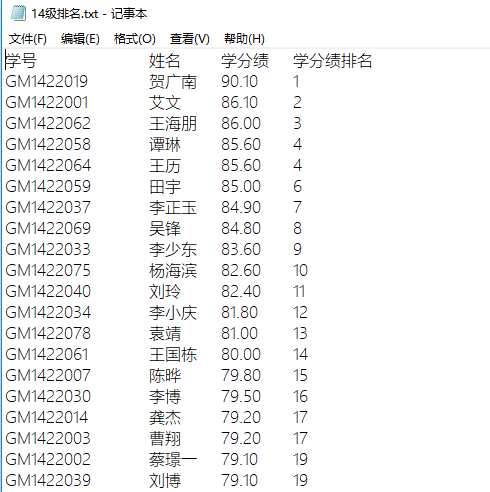 14级排名.txt - 记事本
文件(F) 编辑(E) 格式(O) 查看(V) 帮助(H)
学号 姓名 学分绩 学分绩排名
GM1422019 贺广南 90.10 1
GM1422001 艾文 86.10 2
GM1422062 王海朋 86.00 3
GM1422058 谭琳 85.60 4
GM1422064 王历 85.60 4
GM1422059 田宇 85.00 6
GM1422037 李正玉 84.90 7
GM1422069 吴锋 84.80 8
GM1422033 李少东 83.60 9
GM1422075 杨海滨 82.60 10
GM1422040 刘玲 82.40 11
GM1422034 李小庆 81.80 12
GM1422078 袁靖 81.00 13
GM1422061 王国栋 80.00 14
GM1422007 陈晔 79.80 15
GM1422030 李博 79.50 16
GM1422014 龚杰 79.20 17
GM1422003 曹翔 79.20 17
GM1422002 蔡璟一 79.10 19
GM1422039 刘博 79.10 19